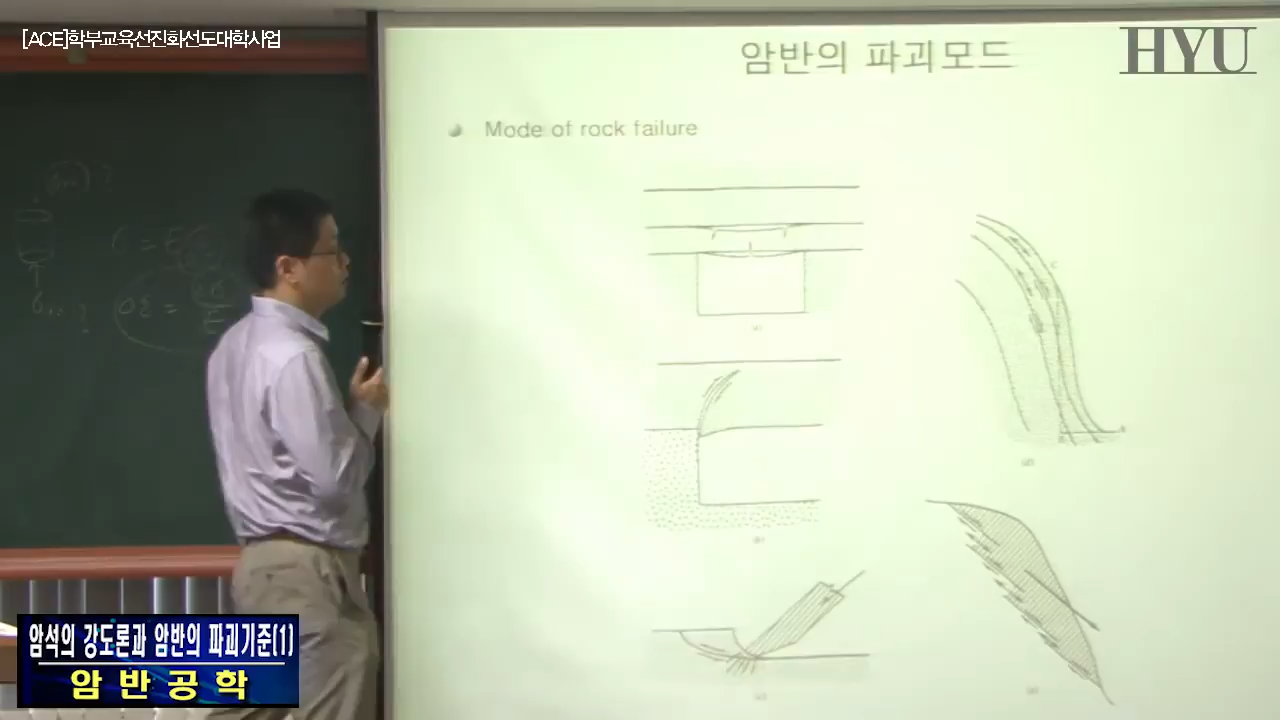 [ACE]학부교육선진화선도대학사업
암반의 파괴모드
HYU
Mode of rock failure
암석의 강도론과 암반의 파괴기준(1)
암반공학